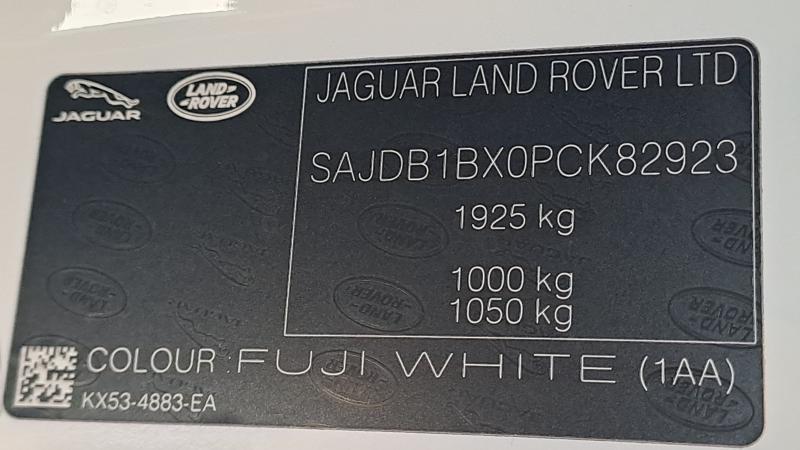 JAGUAR
LAND
ROVER
JAGUAR LAND ROVER LTD
SAJDB1BX0PCK82923
1925 kg
1000 kg
1050 kg
COLOUR : FUJI WHITE (1AA)
KX53-4883-EA